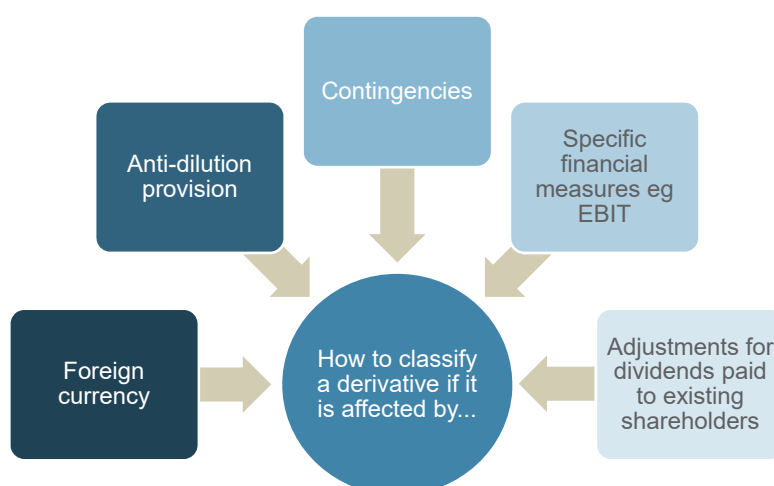 Contingencies
Anti-dilution
provision
Specific
financial
measures eg
EBIT
Foreign
currency
How to classify
a derivative if it
is affected by...
Adjustments for
dividends paid
to existing
shareholders